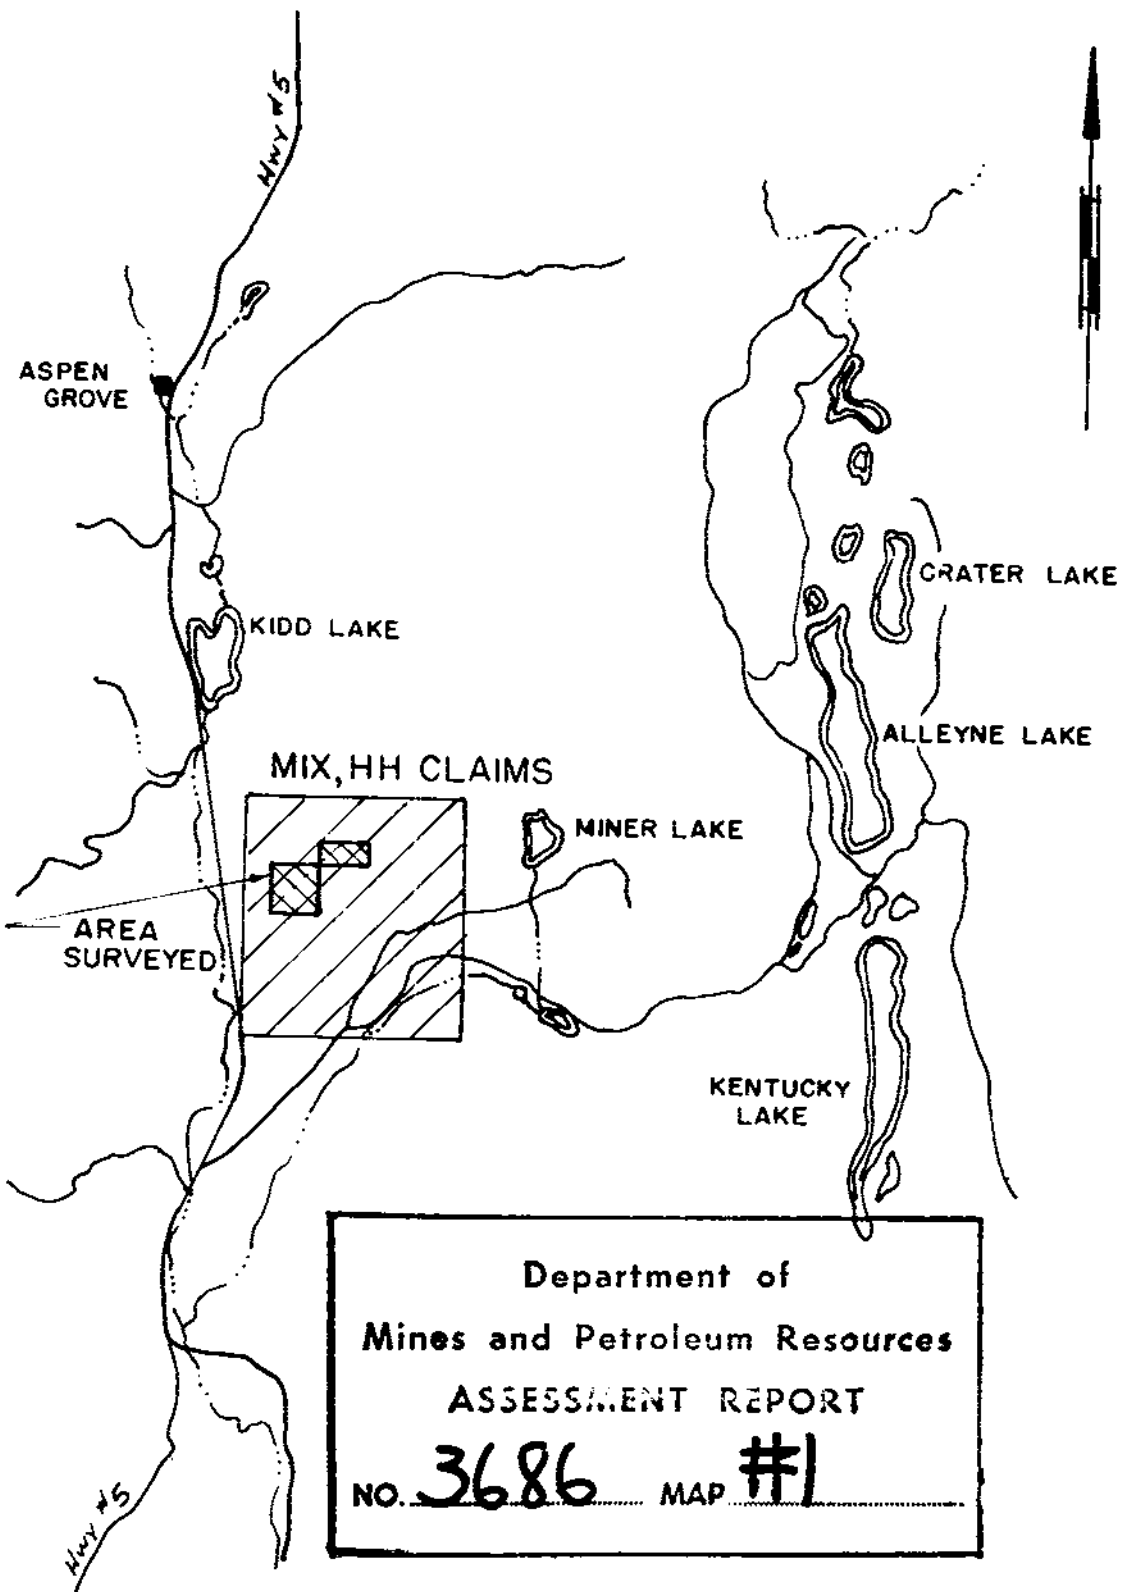 HWY #5
ASPEN
GROVE
CRATER LAKE
KIDD LAKE
ALLEYNE LAKE
MIX, HH CLAIMS
MINER LAKE
AREA
SURVEYED
KENTUCKY
LAKE
Department of
Mines and Petroleum Resources
ASSESSMENT REPORT
NO. 3686 MAP #1
HWY #5